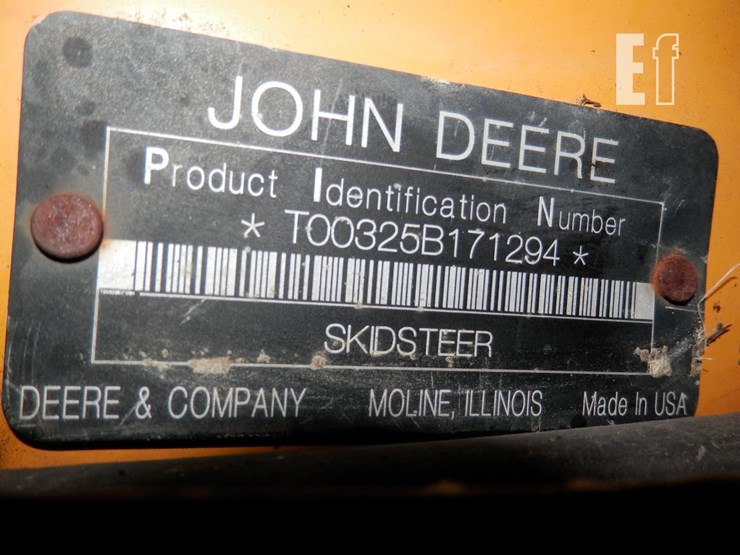 Ef
JOHN DEERE
Product Identification Number
* T00325B171294 *
SKIDSTEER
DEERE & COMPANY MOLINE, ILLINOIS Made In USA